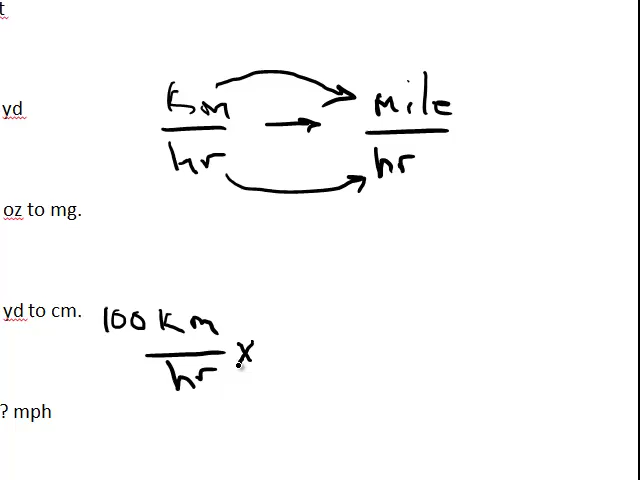 t
Km mile
yd
hr hr
oz to mg.
yd to cm.
100 Km
X
hr
? mph